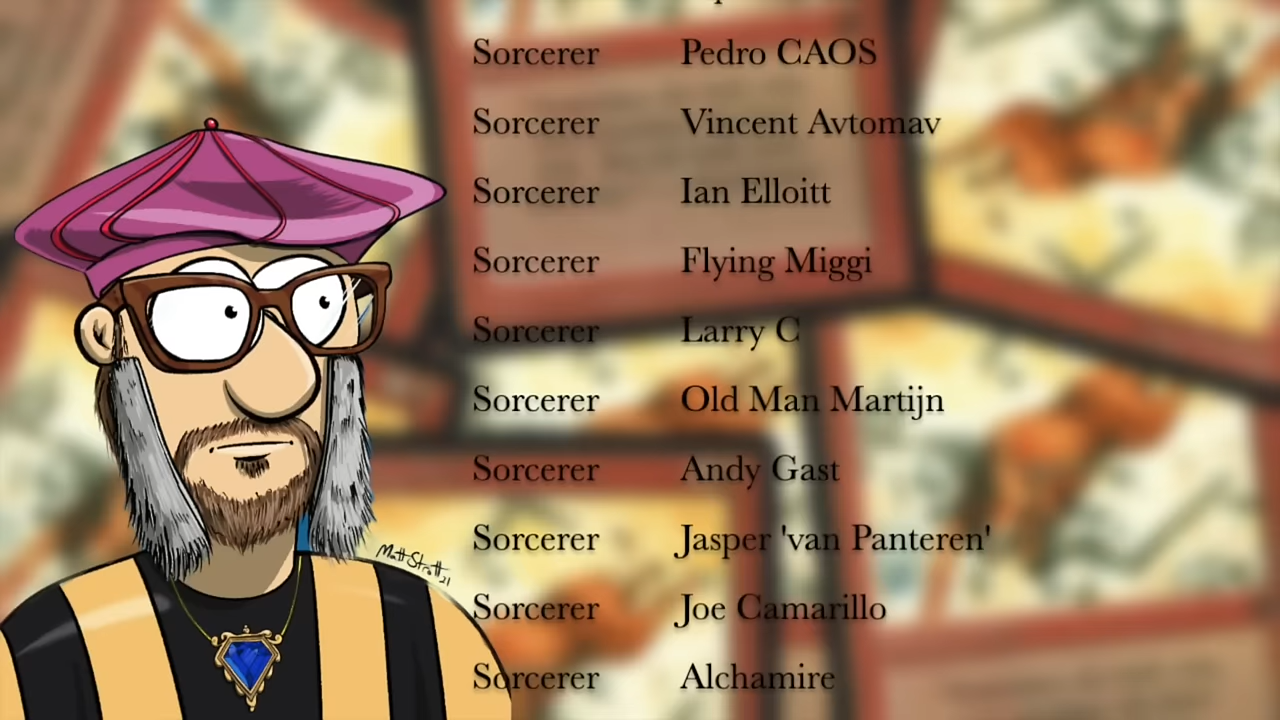 Sorcerer Pedro CAOS
Sorcerer Vincent Avtomav
Sorcerer Ian Elloitt
Sorcerer Flying Miggi
Sorcerer Larry C
Sorcerer Old Man Martijn
Sorcerer Andy Gast
Sorcerer Jasper 'van Panteren'
Sorcerer Joe Camarillo
Sorcerer Alchamire